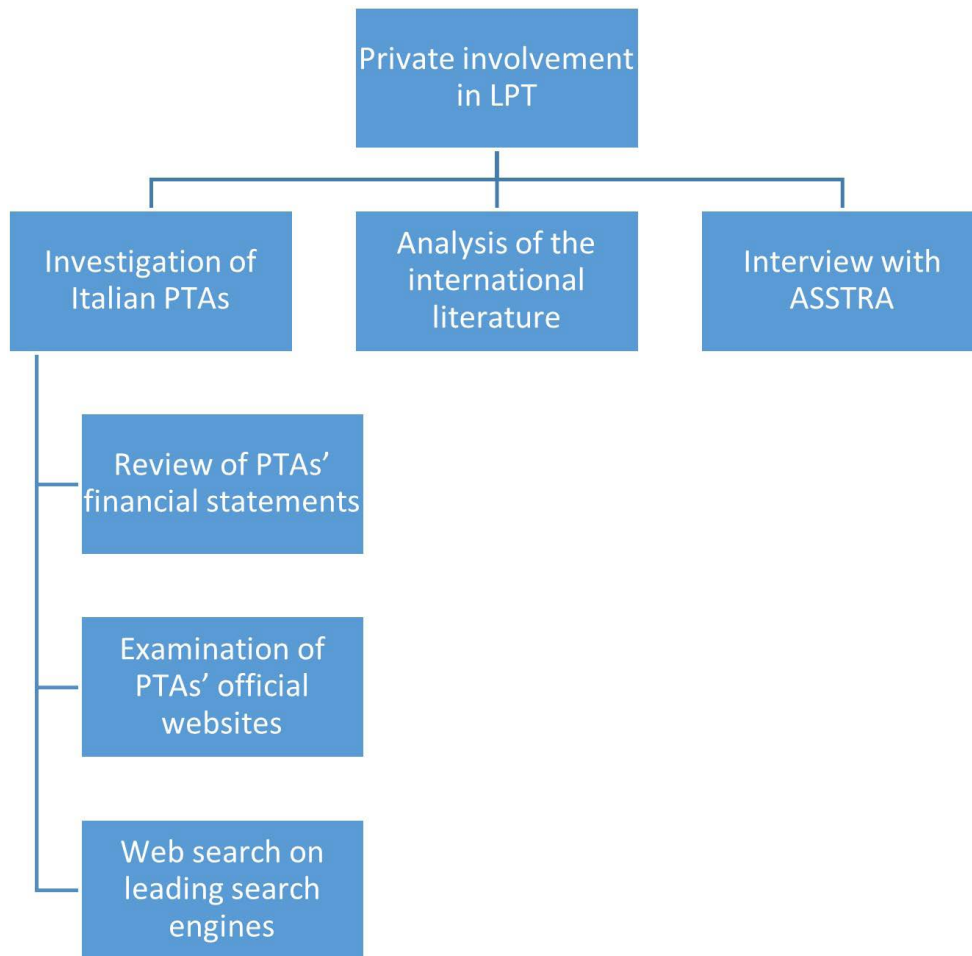 Private involvement
in LPT
Investigation of
Italian PTAs
Analysis of the
international
literature
Interview with
ASSTRA
Review of PTAs’
financial statements
Examination of
PTAs’ official
websites
Web search on
leading search
engines